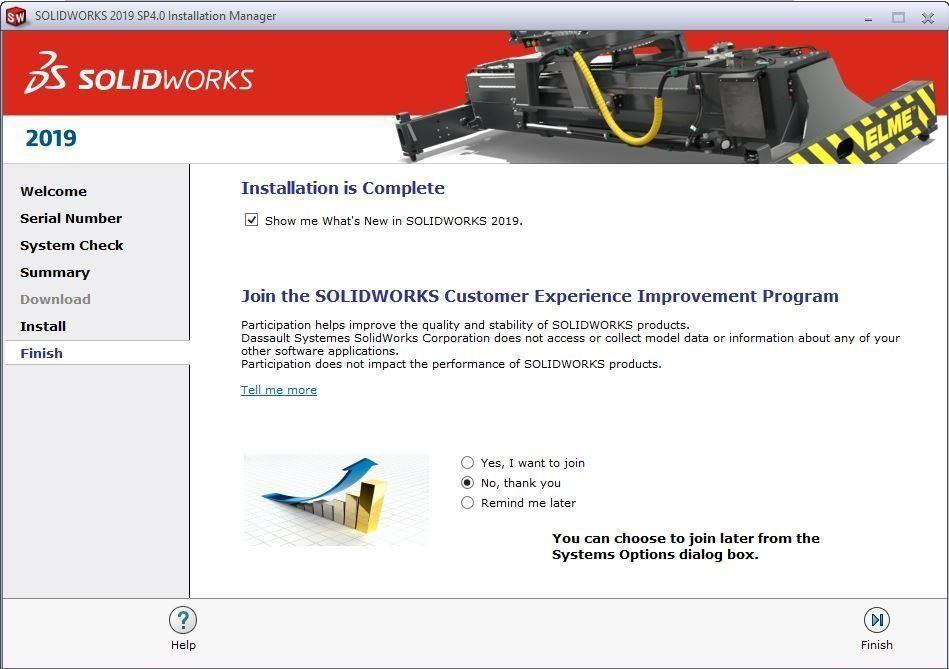 SW SOLIDWORKS 2019 SP4.0 Installation Manager
SOLIDWORKS
ELME
2019
Welcome
Serial Number
System Check
Summary
Download
Install
Finish
Installation is Complete
Show me What's New in SOLIDWORKS 2019.
Join the SOLIDWORKS Customer Experience Improvement Program
Participation helps improve the quality and stability of SOLIDWORKS products.
Dassault Systemes SolidWorks Corporation does not access or collect model data or information about any of your
other software applications.
Participation does not impact the performance of SOLIDWORKS products.
Tell me more
Yes, I want to join
No, thank you
Remind me later
You can choose to join later from the
Systems Options dialog box.
?
Help
Finish